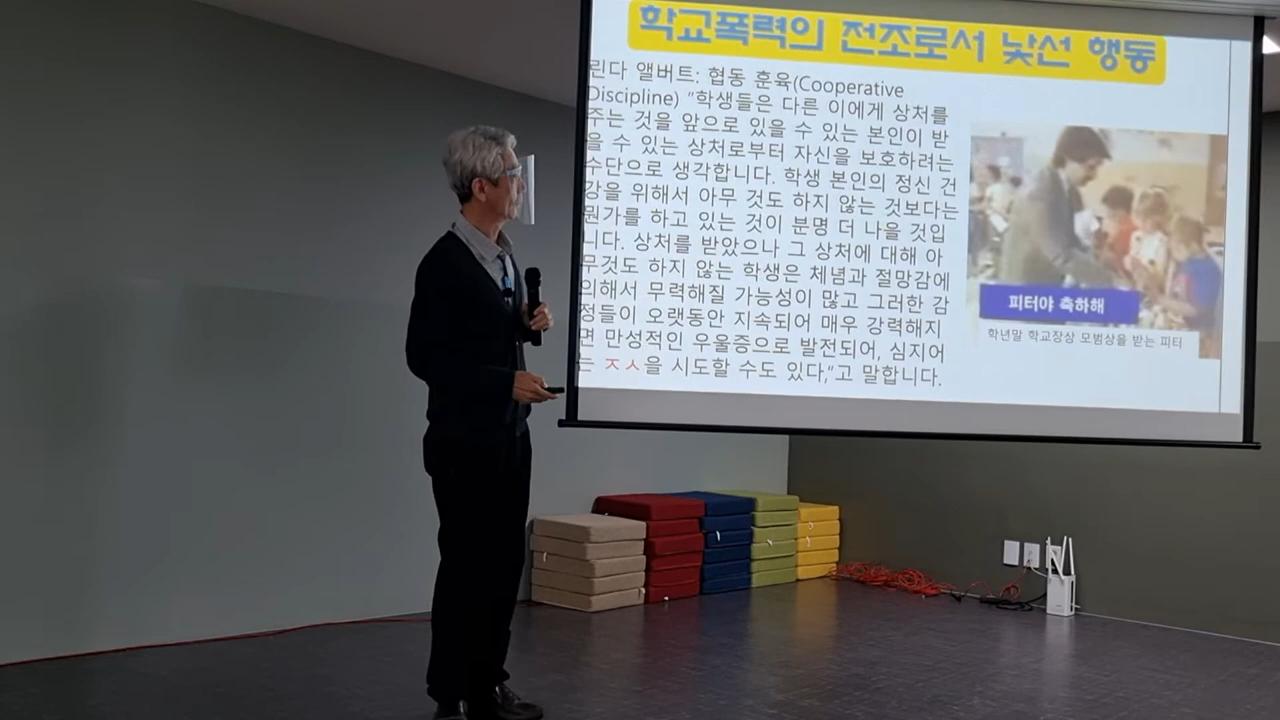 학교폭력의 전조로서 낯선 행동
린다 앨버트: 협동 훈육(Cooperative
Discipline) "학생들은 다른 이에게 상처를
주는 것을 앞으로 있을 수 있는 본인이 받
을 수 있는 상처로부터 자신을 보호하려는
수단으로 생각합니다. 학생 본인의 정신 건
강을 위해서 아무 것도 하지 않는 것보다는
뭔가를 하고 있는 것이 분명 더 나을 것입
니다. 상처를 받았으나 그 상처에 대해 아
무것도 하지 않는 학생은 체념과 절망감에
의해서 무력해질 가능성이 많고 그러한 감
정들이 오랫동안 지속되어 매우 강력해지
면 만성적인 우울증으로 발전되어, 심지어
는 ㅈㅅ을 시도할 수도 있다,"고 말합니다.
피터야 축하해
학년말 학교장상 모범상을 받는 피터